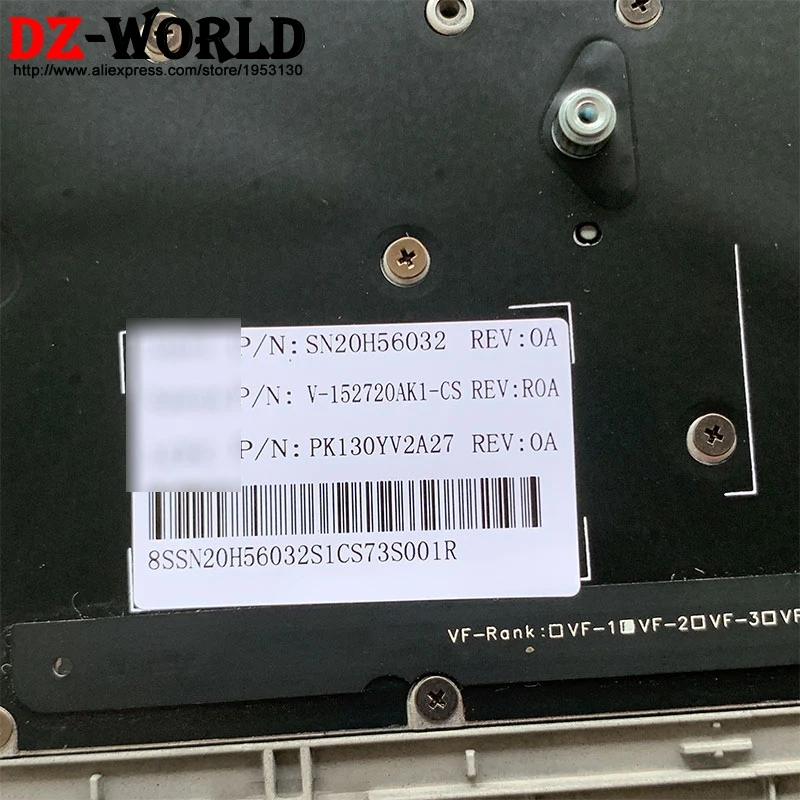 DZ-WORLD
http://www.aliexpress.com/store/1953130
P/N: SN20H56032 REV:0A
P/N: V-152720AK1-CS REV:R0A
P/N: PK130YV2A27 REV:0A
8SSN20H56032S1CS73S001R
VF-Rank:□VF-1■VF-2□VF-3□VF